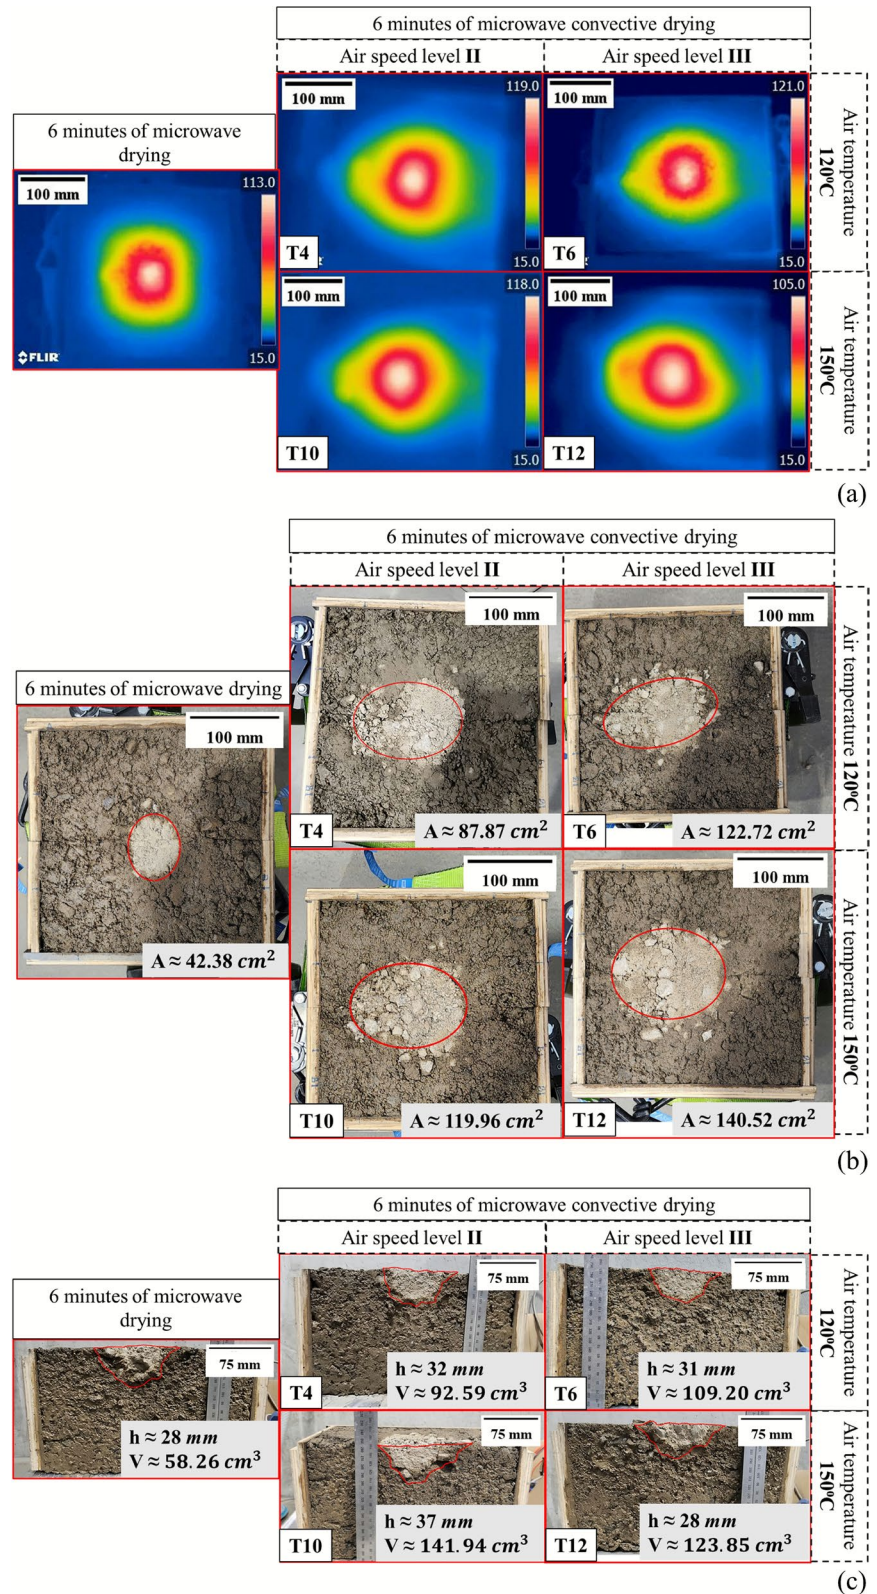 6 minutes of microwave convective drying
Air speed level II
Air speed level III
6 minutes of microwave
drying
100 mm
113.0
15.0
FLIR
100 mm
119.0
T4
15.0
100 mm
121.0
T6
15.0
Air temperature
120⁰C
100 mm
118.0
T10
15.0
100 mm
105.0
T12
15.0
Air temperature
150⁰C
(a)
6 minutes of microwave convective drying
Air speed level II
Air speed level III
6 minutes of microwave drying
100 mm
A ≈ 42.38 cm²
100 mm
T4
A ≈ 87.87 cm²
100 mm
T6
A ≈ 122.72 cm²
Air temperature 120⁰C
100 mm
T10
A ≈ 119.96 cm²
100 mm
T12
A ≈ 140.52 cm²
Air temperature 150⁰C
(b)
6 minutes of microwave convective drying
Air speed level II
Air speed level III
6 minutes of microwave
drying
75 mm
h ≈ 28 mm
V ≈ 58.26 cm³
75 mm
T4
h ≈ 32 mm
V ≈ 92.59 cm³
75 mm
T6
h ≈ 31 mm
V ≈ 109.20 cm³
Air temperature
120⁰C
75 mm
T10
h ≈ 37 mm
V ≈ 141.94 cm³
75 mm
T12
h ≈ 28 mm
V ≈ 123.85 cm³
Air temperature
150⁰C
(c)